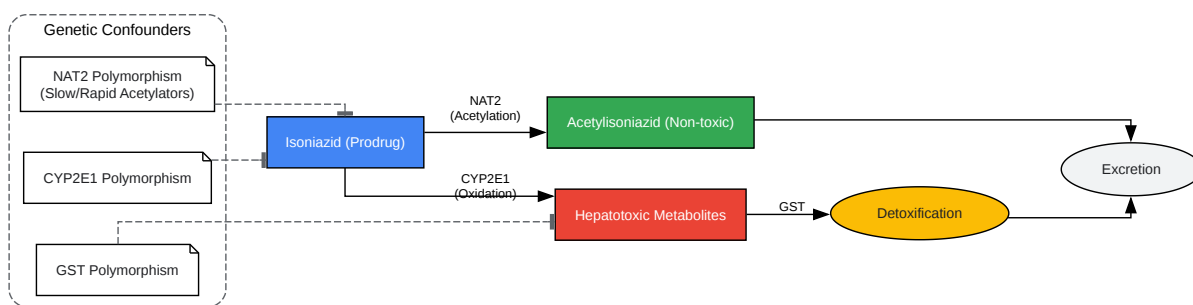 Genetic Confounders
NAT2 Polymorphism
(Slow/Rapid Acetylators)
CYP2E1 Polymorphism
GST Polymorphism
Isoniazid (Prodrug)
NAT2
(Acetylation)
Acetylisoniazid (Non-toxic)
CYP2E1
(Oxidation)
Hepatotoxic Metabolites
GST
Detoxification
Excretion